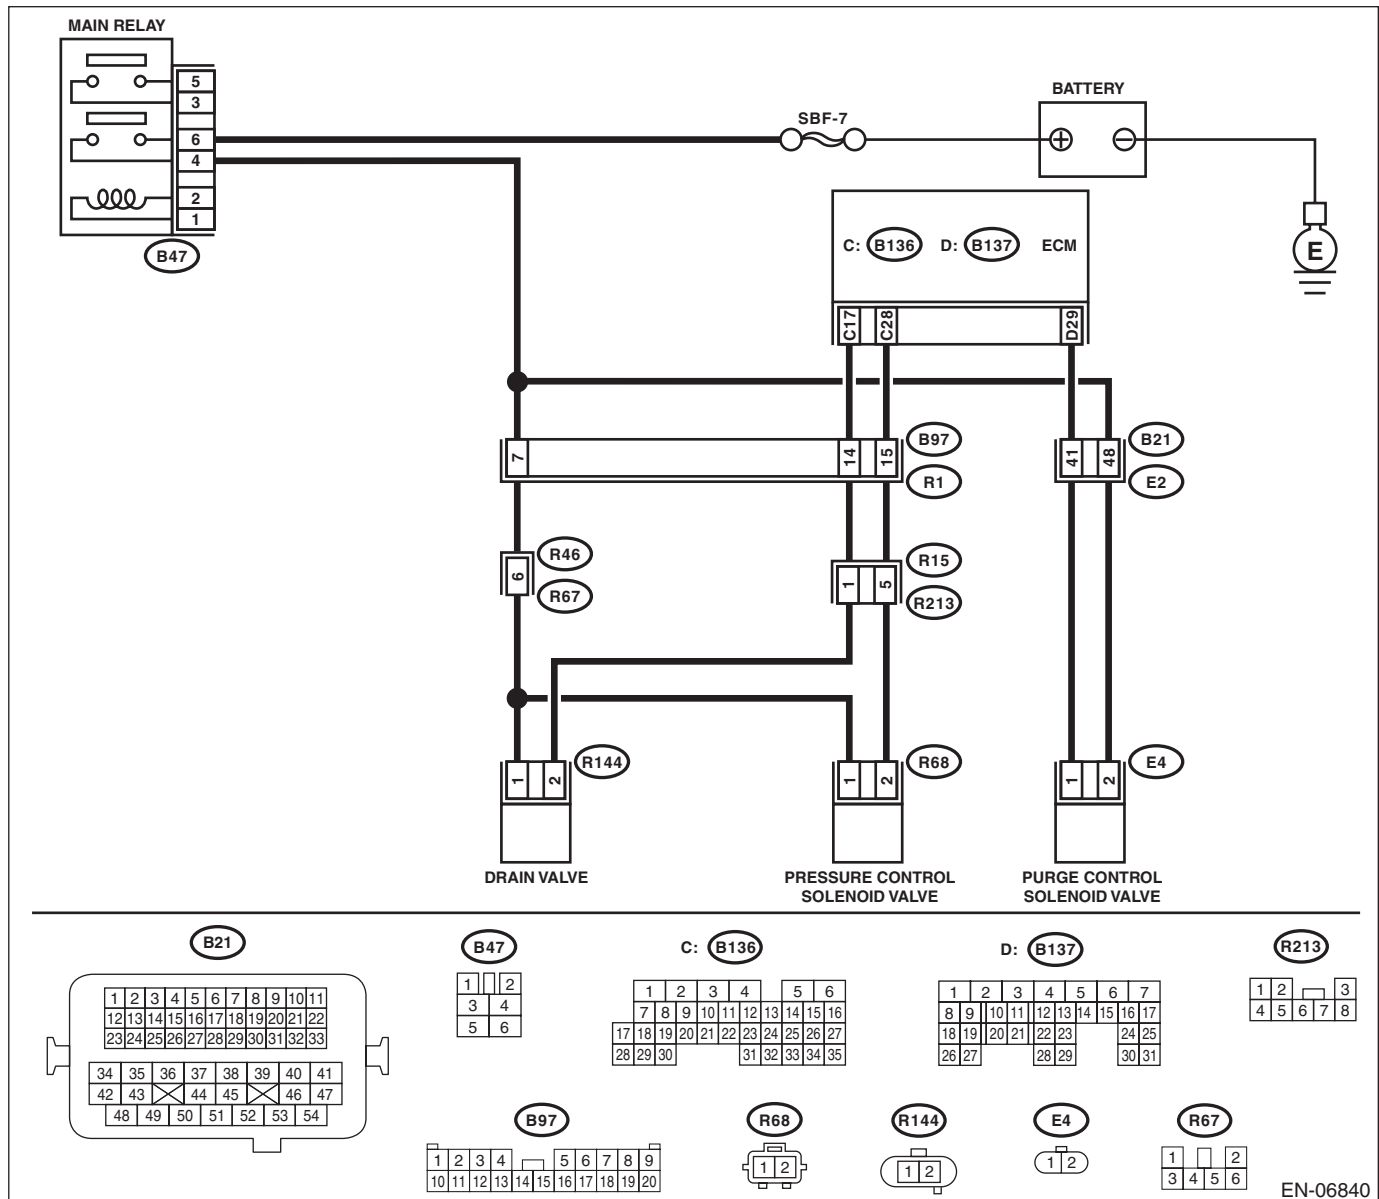 MAIN RELAY
5
3
6
4
2
1
B47
SBF-7
BATTERY
E
C: B136 D: B137 ECM
C17 C28 D29
7 14 15 B97
R1
41 48 B21
E2
6 R46
R67
1 5 R15
R213
1 2 R144
1 2 R68
1 2 E4
DRAIN VALVE
PRESSURE CONTROL
SOLENOID VALVE
PURGE CONTROL
SOLENOID VALVE
B21
1 2 3 4 5 6 7 8 9 10 11
12 13 14 15 16 17 18 19 20 21 22
23 24 25 26 27 28 29 30 31 32 33
34 35 36 37 38 39 40 41
42 43 44 45 46 47
48 49 50 51 52 53 54
B47
1 2
3 4
5 6
C: B136
1 2 3 4 5 6
7 8 9 10 11 12 13 14 15 16
17 18 19 20 21 22 23 24 25 26 27
28 29 30 31 32 33 34 35
D: B137
1 2 3 4 5 6 7
8 9 10 11 12 13 14 15 16 17
18 19 20 21 22 23 24 25
26 27 28 29 30 31
R213
1 2 3
4 5 6 7 8
B97
1 2 3 4 5 6 7 8 9
10 11 12 13 14 15 16 17 18 19 20
R68
1 2
R144
1 2
E4
1 2
R67
1 2
3 4 5 6
EN-06840